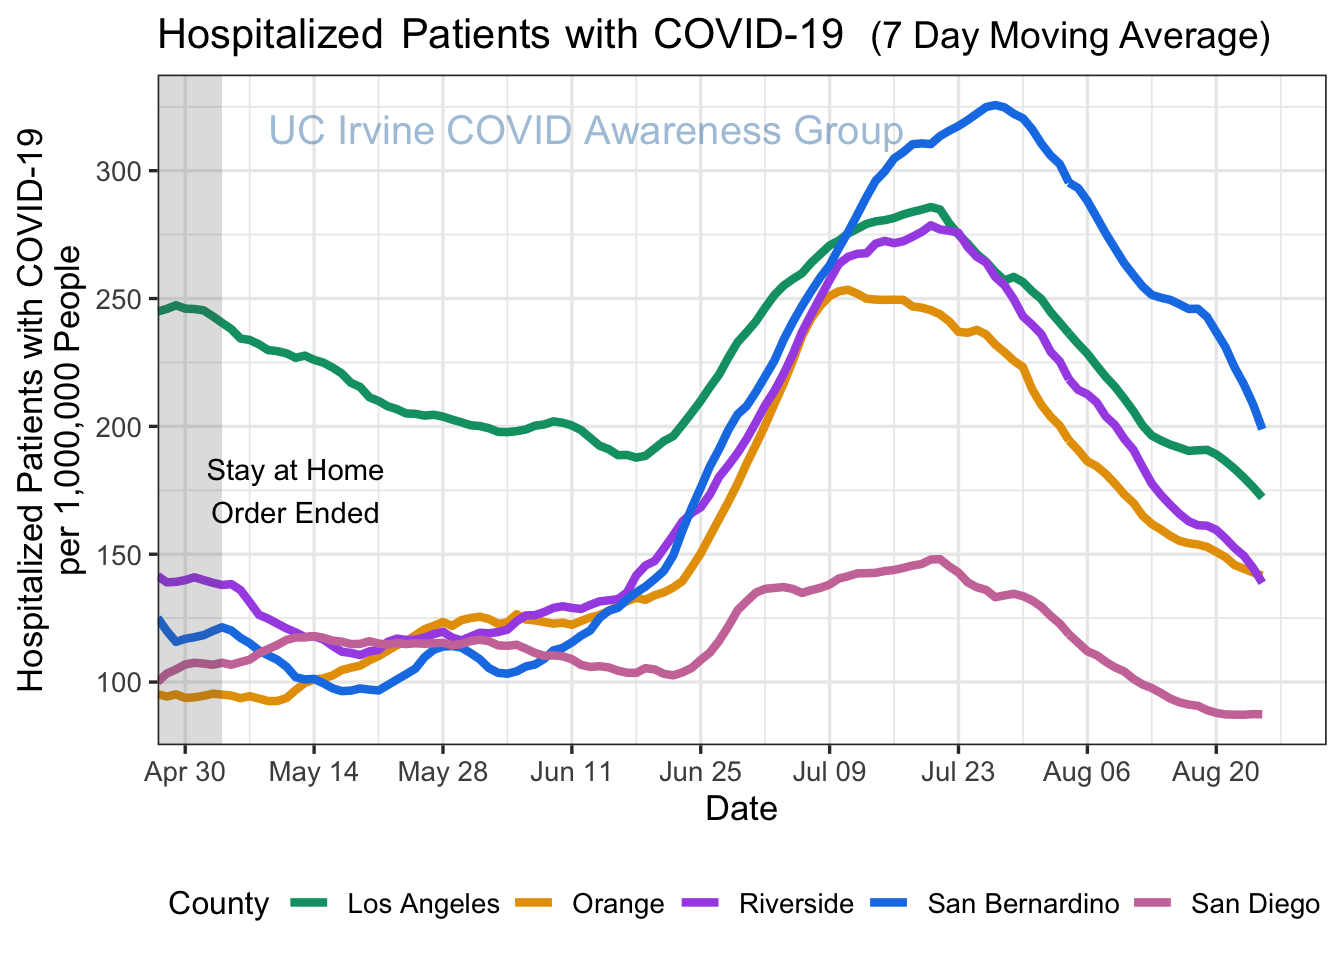 Hospitalized Patients with COVID-19 (7 Day Moving Average)
UC Irvine COVID Awareness Group
Hospitalized Patients with COVID-19
per 1,000,000 People
300
250
200
150
100
Stay at Home
Order Ended
Apr 30 May 14 May 28 Jun 11 Jun 25 Jul 09 Jul 23 Aug 06 Aug 20
Date
County Los Angeles Orange Riverside San Bernardino San Diego